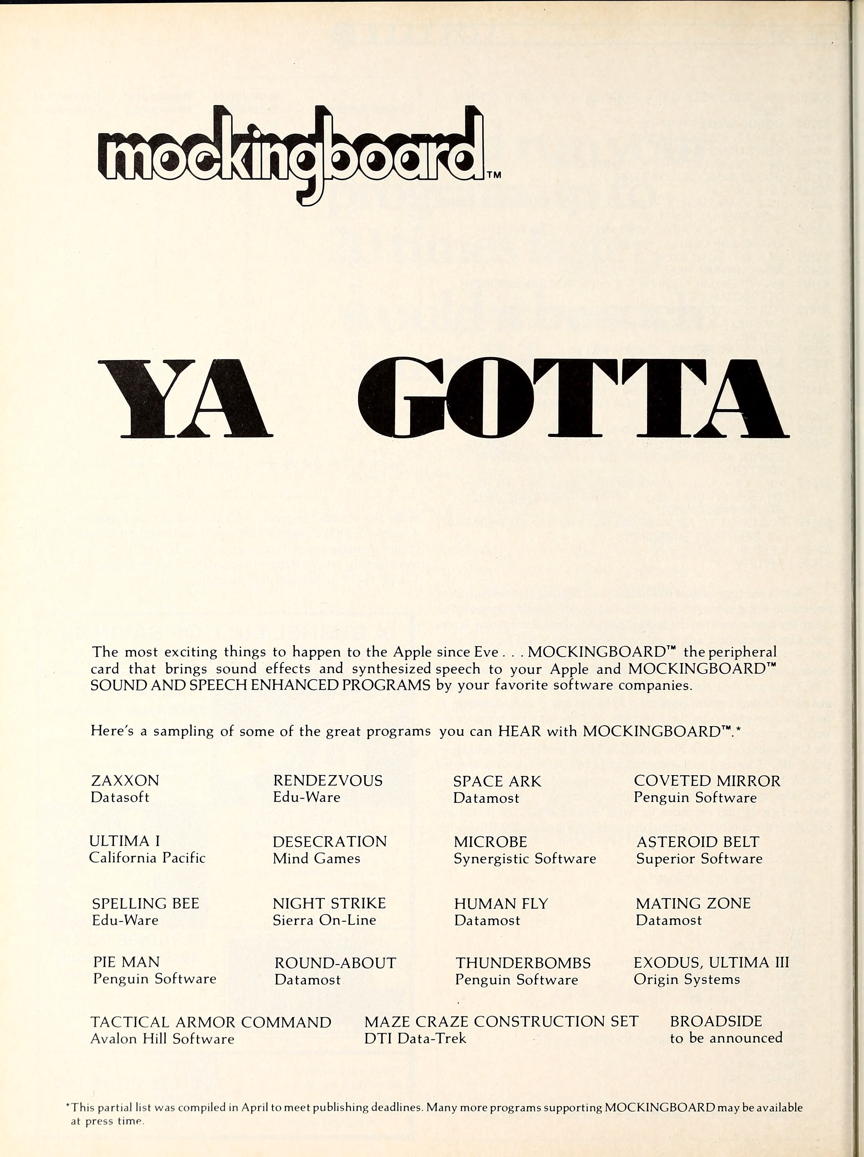 mockingboard™
YA GOTTA
The most exciting things to happen to the Apple since Eve . . . MOCKINGBOARD™ the peripheral
card that brings sound effects and synthesized speech to your Apple and MOCKINGBOARD™
SOUND AND SPEECH ENHANCED PROGRAMS by your favorite software companies.
Here's a sampling of some of the great programs you can HEAR with MOCKINGBOARD™.*
ZAXXON RENDEZVOUS SPACE ARK COVETED MIRROR
Datasoft Edu-Ware Datamost Penguin Software
ULTIMA I DESECRATION MICROBE ASTEROID BELT
California Pacific Mind Games Synergistic Software Superior Software
SPELLING BEE NIGHT STRIKE HUMAN FLY MATING ZONE
Edu-Ware Sierra On-Line Datamost Datamost
PIE MAN ROUND-ABOUT THUNDERBOMBS EXODUS, ULTIMA III
Penguin Software Datamost Penguin Software Origin Systems
TACTICAL ARMOR COMMAND MAZE CRAZE CONSTRUCTION SET BROADSIDE
Avalon Hill Software DTI Data-Trek to be announced
*This partial list was compiled in April to meet publishing deadlines. Many more programs supporting MOCKINGBOARD may be available
at press time.